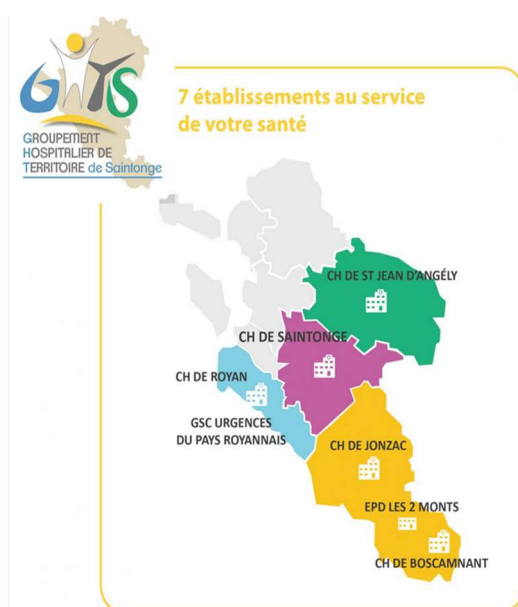 GHTS
GROUPEMENT
HOSPITALIER DE
TERRITOIRE de Saintonge
7 établissements au service
de votre santé
CH DE ST JEAN D'ANGÉLY
CH DE SAINTONGE
CH DE ROYAN
GSC URGENCES
DU PAYS ROYANNAIS
CH DE JONZAC
EPD LES 2 MONTS
CH DE BOSCAMNANT